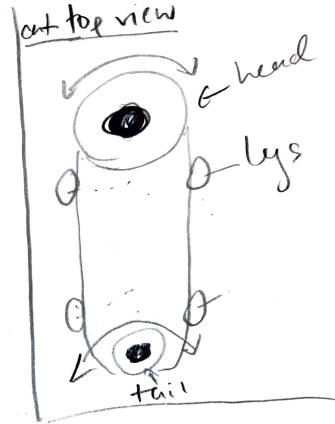 cat top view
head
legs
tail